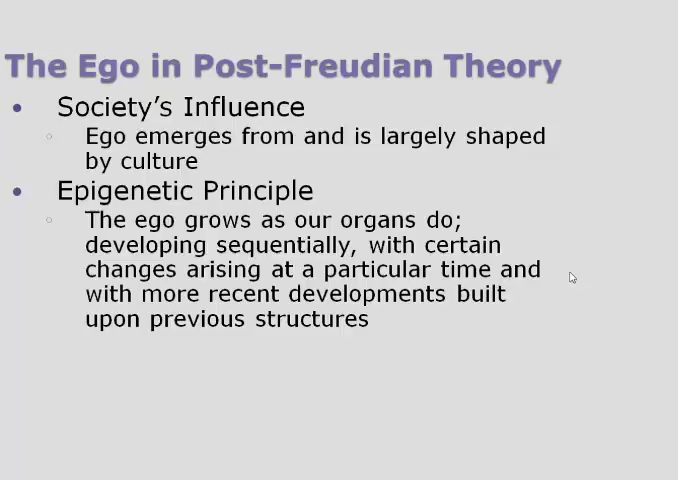 The Ego in Post-Freudian Theory
• Society's Influence
◦ Ego emerges from and is largely shaped
by culture
• Epigenetic Principle
◦ The ego grows as our organs do;
developing sequentially, with certain
changes arising at a particular time and
with more recent developments built
upon previous structures